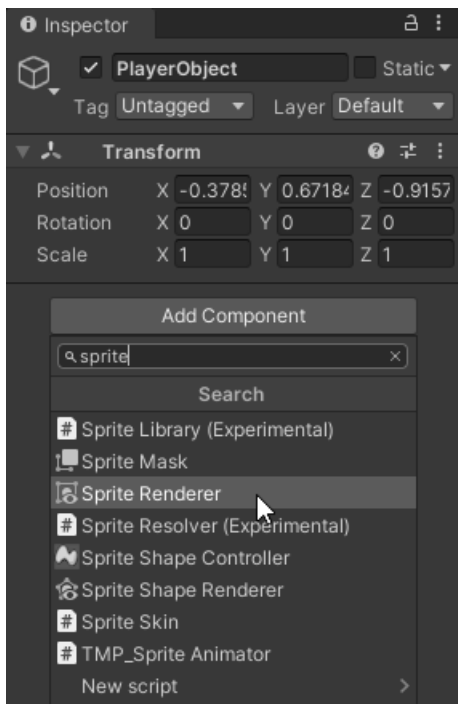 Inspector
PlayerObject Static
Tag Untagged Layer Default
Transform
Position X -0.378 Y 0.67184 Z -0.9157
Rotation X 0 Y 0 Z 0
Scale X 1 Y 1 Z 1
Add Component
sprite
Search
# Sprite Library (Experimental)
Sprite Mask
Sprite Renderer
# Sprite Resolver (Experimental)
Sprite Shape Controller
Sprite Shape Renderer
# Sprite Skin
# TMP_Sprite Animator
New script